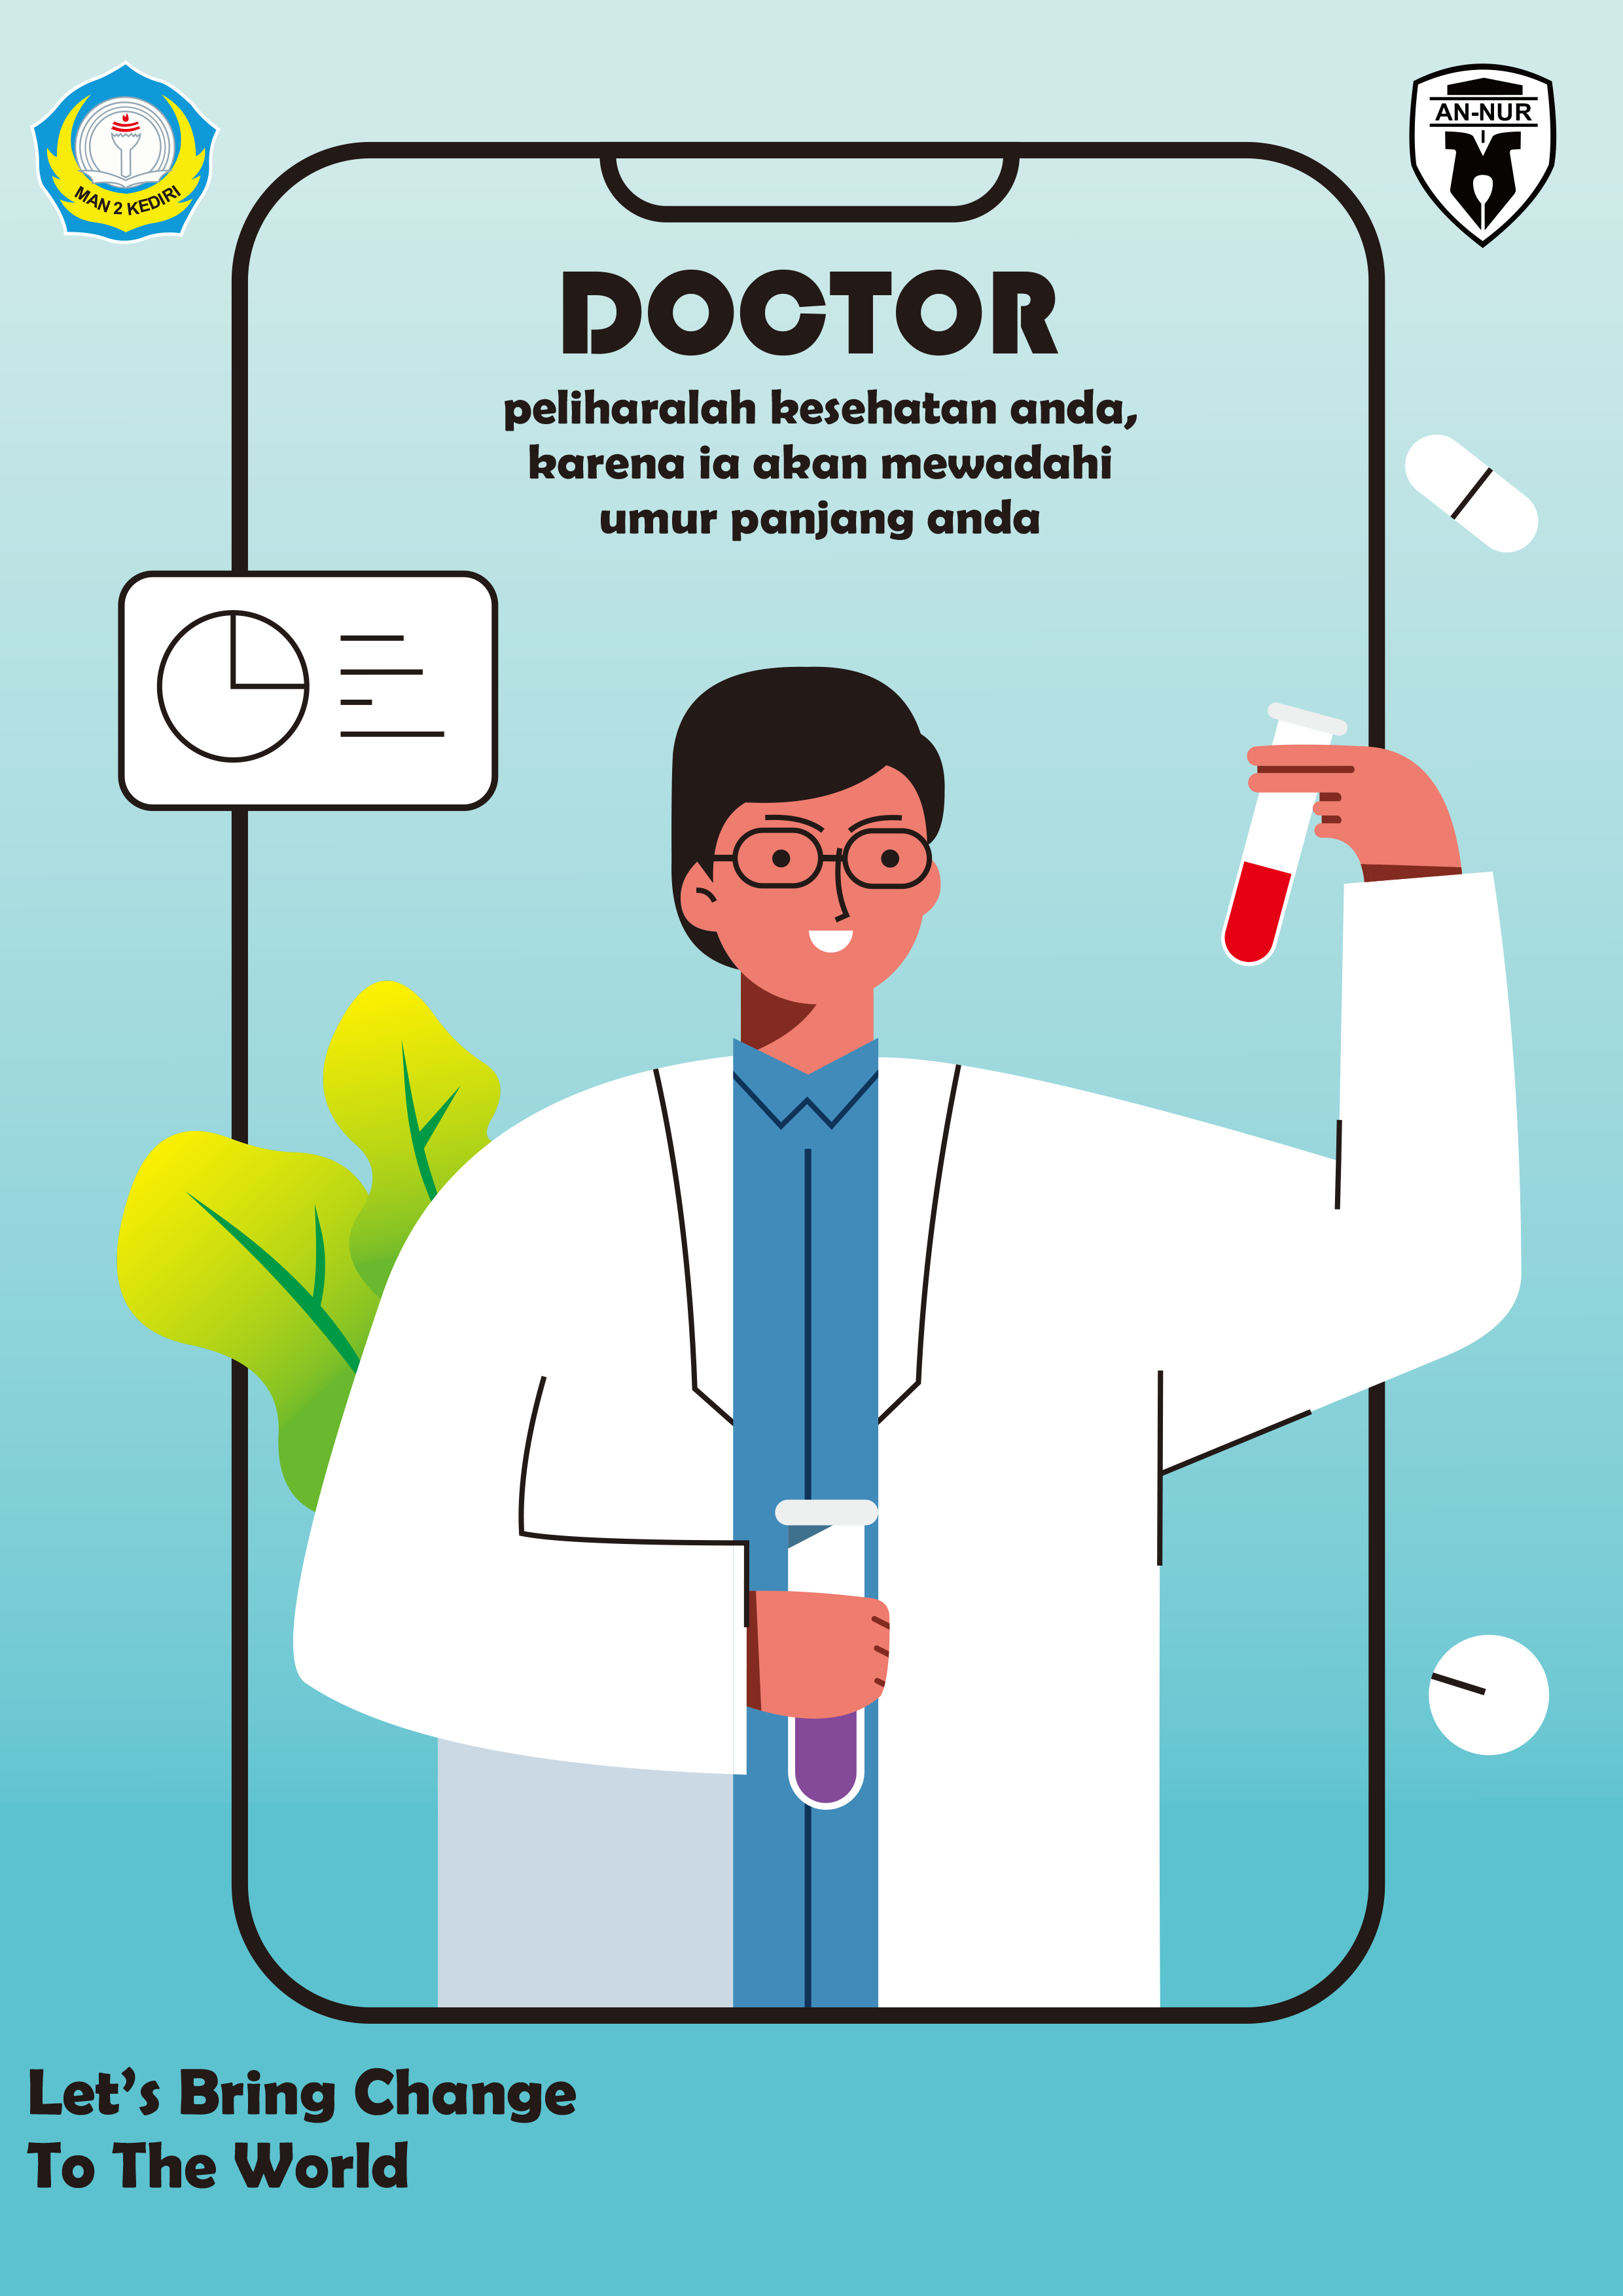 MAN 2 KEDIRI
AN-NUR
DOCTOR
peliharalah kesehatan anda,
karena ia akan mewadahi
umur panjang anda
Let's Bring Change
To The World